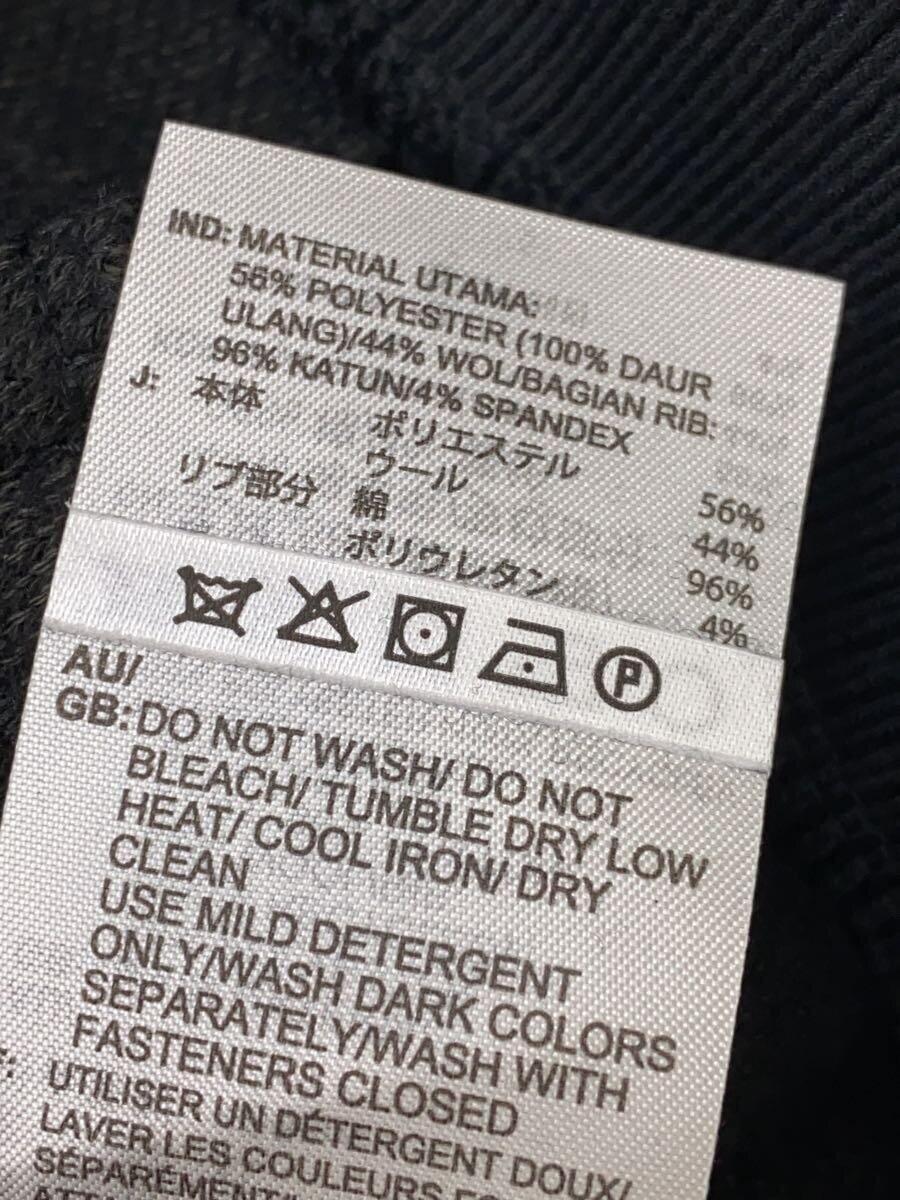 IND: MATERIAL UTAMA:
56% POLYESTER (100% DAUR
ULANG)/44% WOL/BAGIAN RIB:
96% KATUN/4% SPANDEX
J: 本体 ポリエステル 56%
ウール 44%
リブ部分 綿 96%
ポリウレタン 4%
P
AU/
GB: DO NOT WASH/ DO NOT
BLEACH/ TUMBLE DRY LOW
HEAT/ COOL IRON/ DRY
CLEAN
USE MILD DETERGENT
ONLY/WASH DARK COLORS
SEPARATELY/WASH WITH
FASTENERS CLOSED
UTILISER UN DÉTERGENT DOUX/
LAVER LES COULEURS
SÉPARÉMENT/